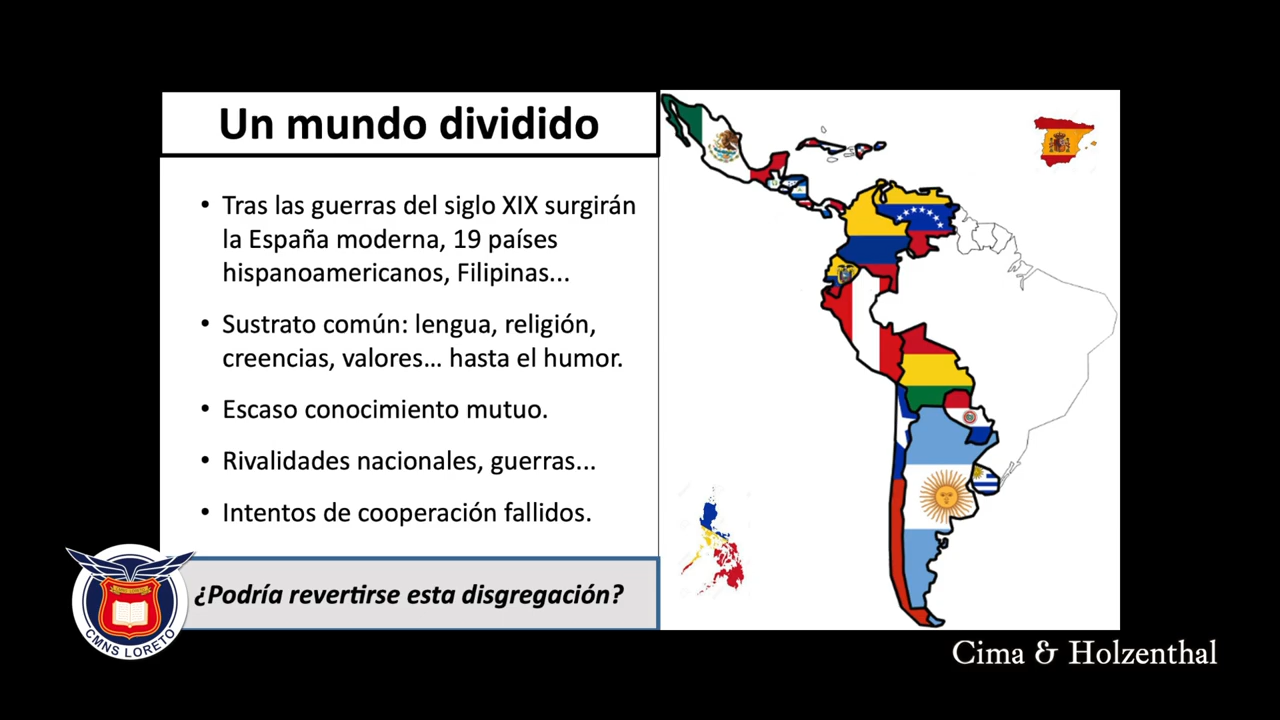 Un mundo dividido
• Tras las guerras del siglo XIX surgirán
la España moderna, 19 países
hispanoamericanos, Filipinas...
• Sustrato común: lengua, religión,
creencias, valores... hasta el humor.
• Escaso conocimiento mutuo.
• Rivalidades nacionales, guerras...
• Intentos de cooperación fallidos.
¿Podría revertirse esta disgregación?
CMNS LORETO
Cima & Holzenthal